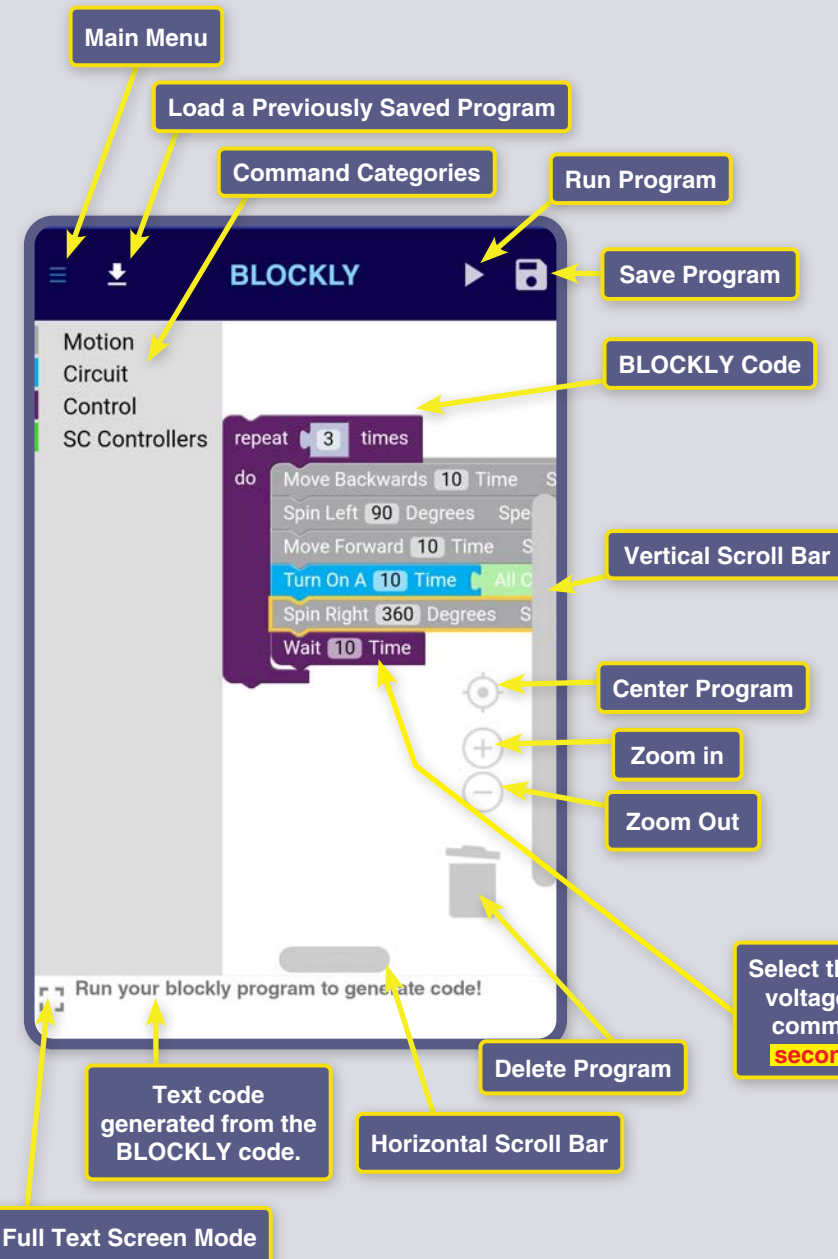 Main Menu
Load a Previously Saved Program
Command Categories
Run Program
BLOCKLY
Save Program
Motion
Circuit
Control
SC Controllers
BLOCKLY Code
repeat 3 times
do
Move Backwards 10 Time S
Spin Left 90 Degrees Spe
Move Forward 10 Time S
Turn On A 10 Time All C
Spin Right 360 Degrees S
Wait 10 Time
Vertical Scroll Bar
Center Program
Zoom in
Zoom Out
Run your blockly program to generate code!
Select th
voltage
comm
secon
Delete Program
Text code
generated from the
BLOCKLY code.
Horizontal Scroll Bar
Full Text Screen Mode